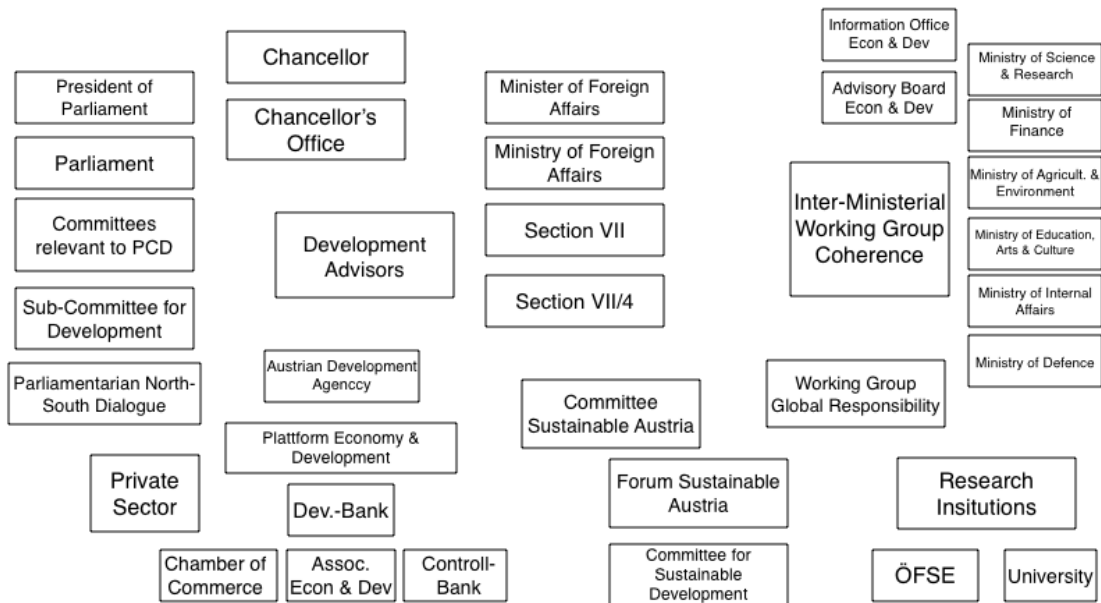 Chancellor
Chancellor's
Office
President of
Parliament
Parliament
Committees
relevant to PCD
Sub-Committee for
Development
Parliamentarian North-
South Dialogue
Development
Advisors
Austrian Development
Agenccy
Plattform Economy &
Development
Private
Sector
Dev.-Bank
Chamber of
Commerce
Assoc.
Econ & Dev
Controll-
Bank
Minister of Foreign
Affairs
Ministry of Foreign
Affairs
Section VII
Section VII/4
Committee
Sustainable Austria
Forum Sustainable
Austria
Committee for
Sustainable
Development
Information Office
Econ & Dev
Advisory Board
Econ & Dev
Inter-Ministerial
Working Group
Coherence
Working Group
Global Responsibility
Ministry of Science
& Research
Ministry of
Finance
Ministry of Agricult. &
Environment
Ministry of Education,
Arts & Culture
Ministry of Internal
Affairs
Ministry of Defence
Research
Insitutions
ÖFSE
University